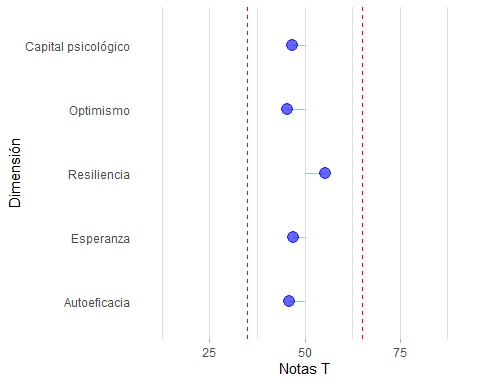 Capital psicológico
Optimismo
Resiliencia
Esperanza
Autoeficacia
Dimensión
25
50
75
Notas T